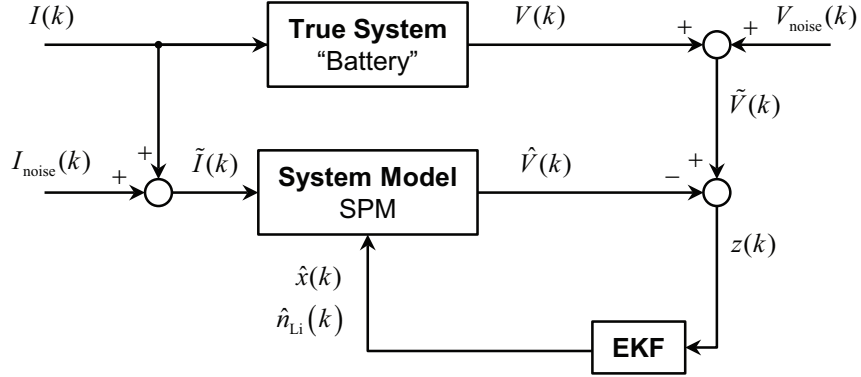 I(k)
True System
“Battery”
V(k)
+
+
V_noise(k)
Ṽ(k)
I_noise(k)
+
+
Ĩ(k)
System Model
SPM
V̂(k)
−
+
z(k)
x̂(k)
n̂_Li(k)
EKF